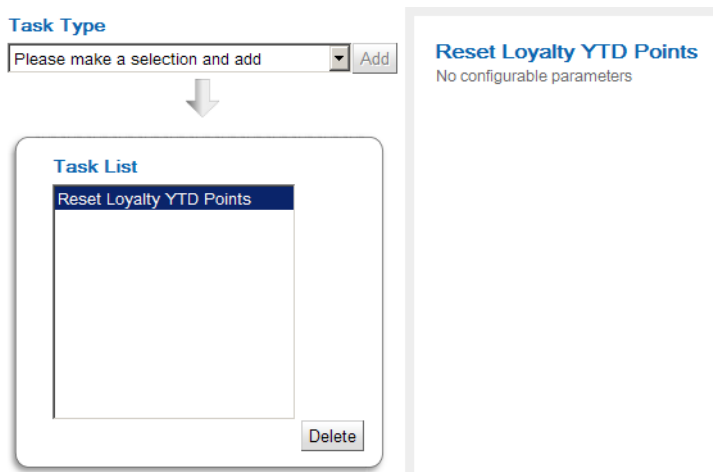 Task Type
Please make a selection and add
Add
Task List
Reset Loyalty YTD Points
Delete
Reset Loyalty YTD Points
No configurable parameters